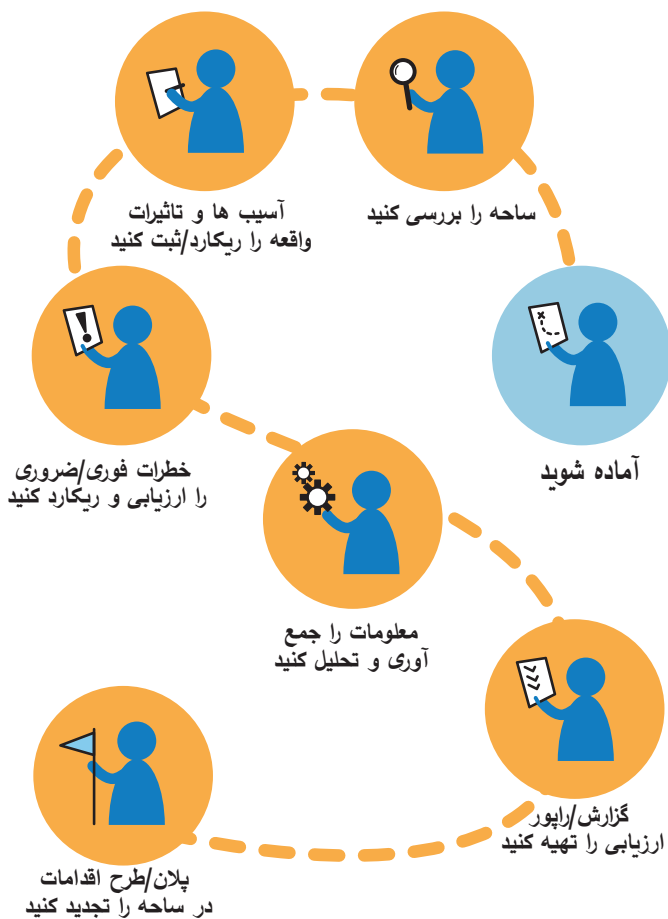 آماده شوید
ساحه را بررسی کنید
آسیب ها و تاثیرات
واقعه را ریکارد/ثبت کنید
خطرات فوری/ضروری
را ارزیابی و ریکارد کنید
معلومات را جمع
آوری و تحلیل کنید
گزارش/راپور
ارزیابی را تهیه کنید
پلان/طرح اقدامات
در ساحه را تجدید کنید